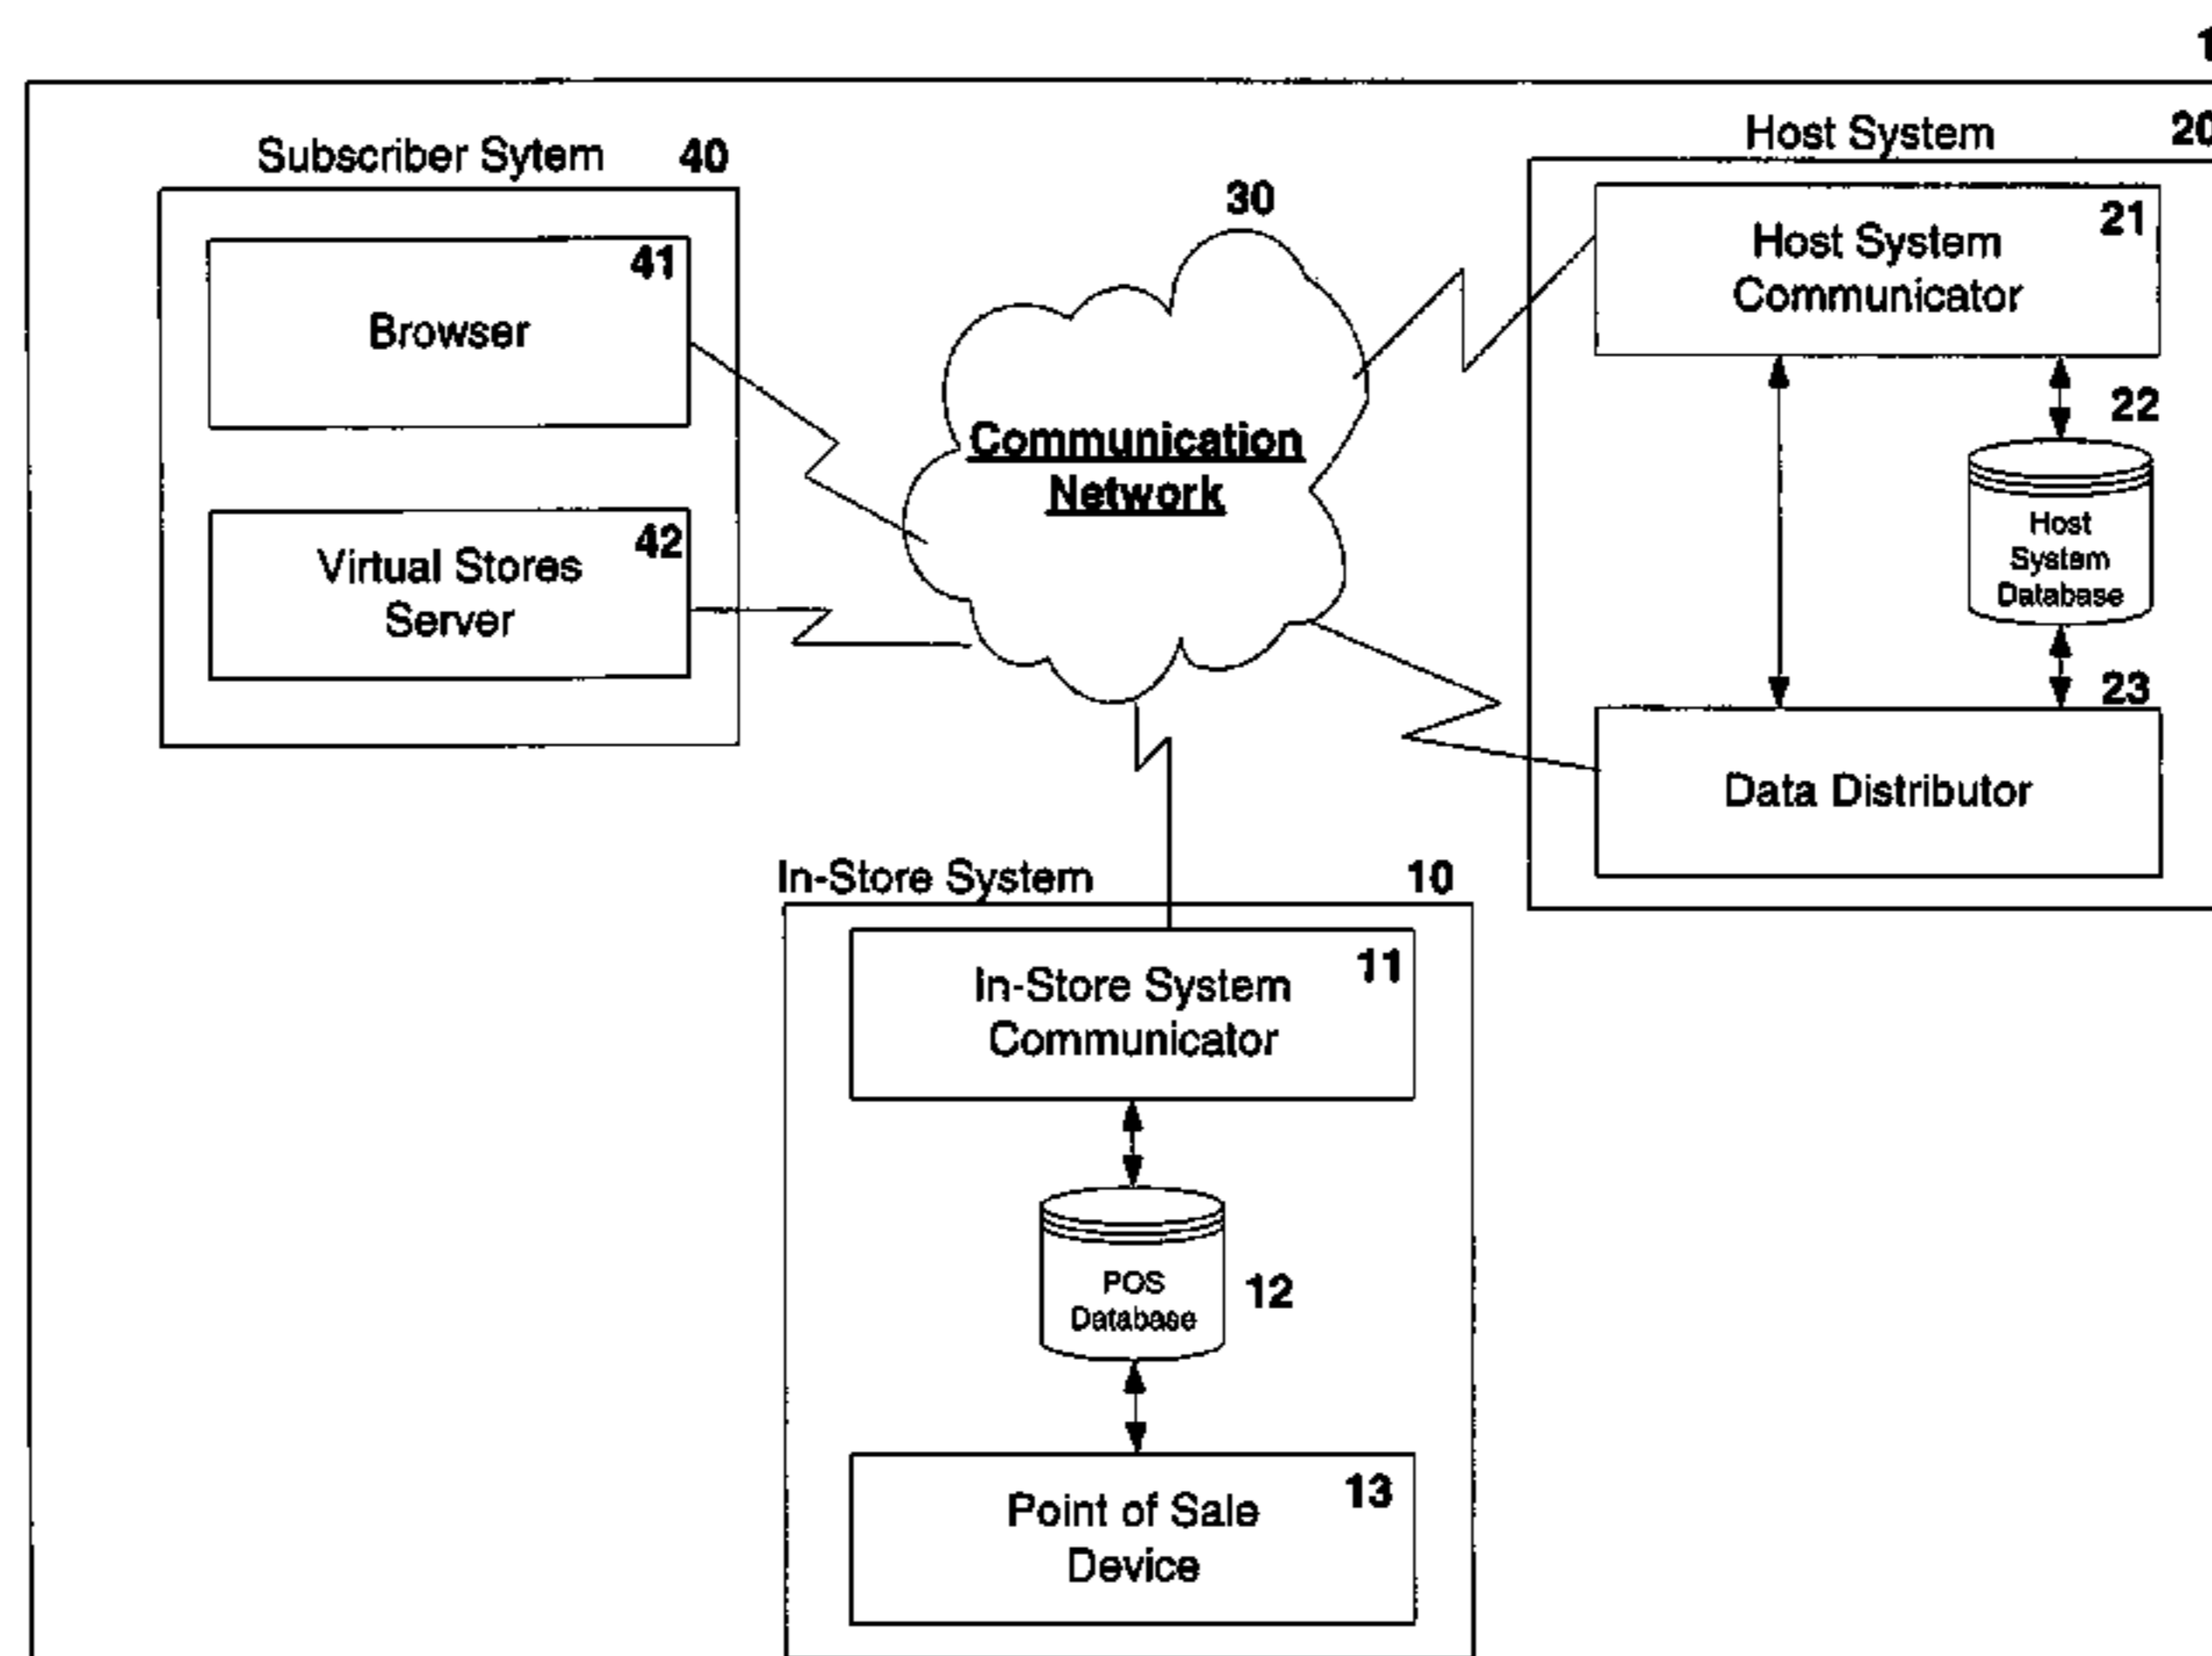 1
Subscriber Sytem 40
Host System 20
30
Browser 41
Host System
Communicator 21
Communication
Network
22
Host
System
Database
Virtual Stores
Server 42
23
Data Distributor
In-Store System 10
In-Store System
Communicator 11
POS
Database 12
Point of Sale
Device 13